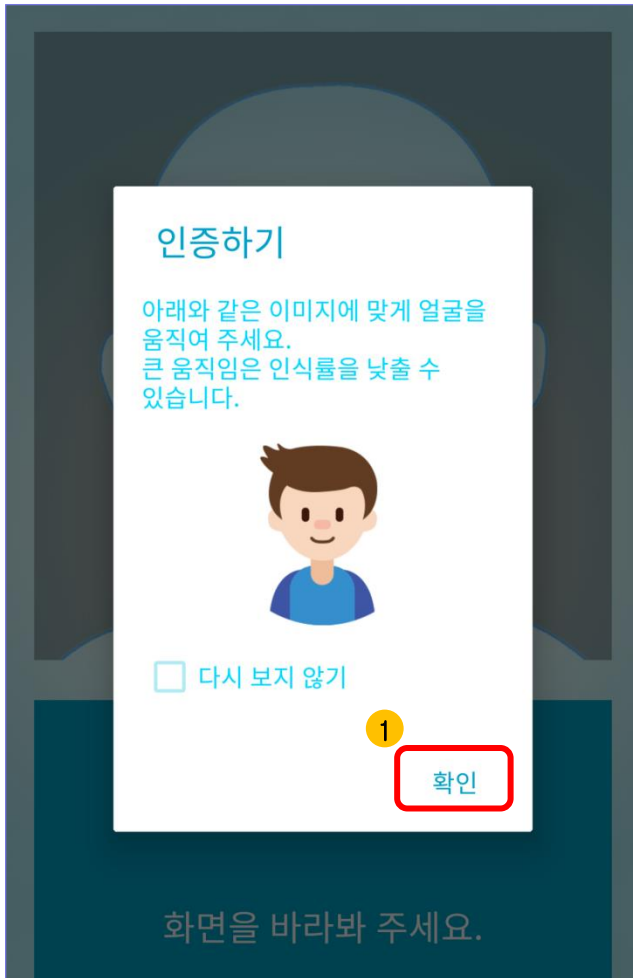 인증하기
아래와 같은 이미지에 맞게 얼굴을
움직여 주세요.
큰 움직임은 인식률을 낮출 수
있습니다.
다시 보지 않기
1
확인
화면을 바라봐 주세요.